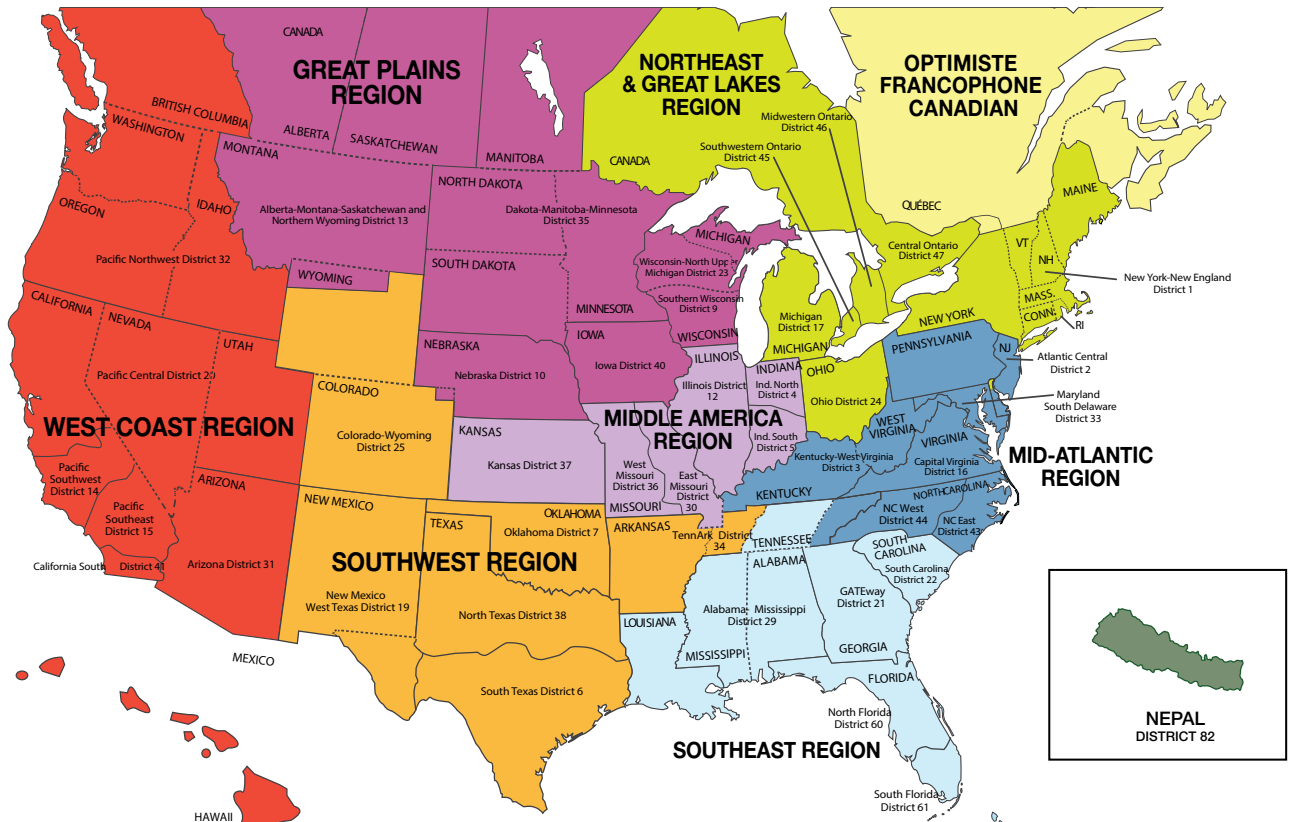 CANADA
GREAT PLAINS
REGION
BRITISH COLUMBIA
ALBERTA
SASKATCHEWAN
MANITOBA
NORTHEAST
& GREAT LAKES
REGION
Midwestern Ontario
District 46
Southwestern Ontario
District 45
CANADA
OPTIMISTE
FRANCOPHONE
CANADIAN
QUÉBEC
WASHINGTON
MONTANA
NORTH DAKOTA
IDAHO
OREGON
Alberta-Montana-Saskatchewan and
Northern Wyoming District 13
Dakota-Manitoba-Minnesota
District 35
MICHIGAN
MAINE
VT
NH
Central Ontario
District 47
Pacific Northwest District 32
WYOMING
SOUTH DAKOTA
Wisconsin-North Upper
Michigan District 23
Southern Wisconsin
District 9
MINNESOTA
WISCONSIN
Michigan
District 17
MICHIGAN
NEW YORK
MASS
CONN
RI
New York-New England
District 1
CALIFORNIA
NEVADA
UTAH
NEBRASKA
IOWA
Nebraska District 10
Iowa District 40
ILLINOIS
Illinois District
12
INDIANA
Ind. North
District 4
OHIO
Ohio District 24
PENNSYLVANIA
NJ
Atlantic Central
District 2
Maryland
South Delaware
District 33
Pacific Central District 20
COLORADO
Colorado-Wyoming
District 25
WEST COAST REGION
KANSAS
Kansas District 37
MIDDLE AMERICA
REGION
West
Missouri
District 36
MISSOURI
East
Missouri
District
30
Ind. South
District 5
WEST
VIRGINIA
VIRGINIA
Kentucky-West Virginia
District 3
KENTUCKY
Capital Virginia
District 16
MID-ATLANTIC
REGION
Pacific
Southwest
District 14
Pacific
Southeast
District 15
California South District 41
ARIZONA
Arizona District 31
NEW MEXICO
TEXAS
OKLAHOMA
Oklahoma District 7
ARKANSAS
TennArk District
34
TENNESSEE
NORTH CAROLINA
NC West
District 44
NC East
District 43
SOUTHWEST REGION
New Mexico
West Texas District 19
North Texas District 38
South Texas District 6
LOUISIANA
ALABAMA
Alabama Mississippi
District 29
MISSISSIPPI
SOUTH
CAROLINA
South Carolina
District 22
GATEway
District 21
GEORGIA
FLORIDA
North Florida
District 60
SOUTHEAST REGION
South Florida
District 61
MEXICO
HAWAII
NEPAL
DISTRICT 82